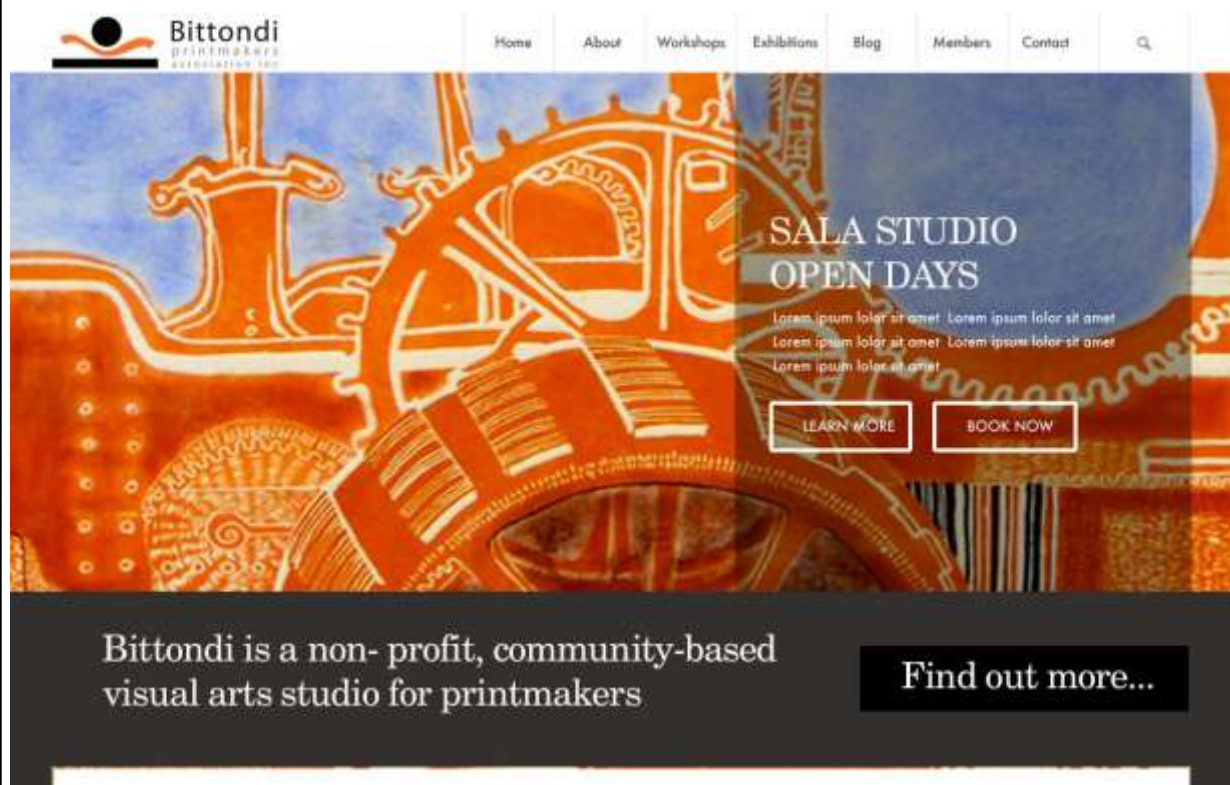 Bittondi
printmakers
association inc
Home About Workshops Exhibitions Blog Members Contact
SALA STUDIO
OPEN DAYS
Lorem ipsum lolor sit amet Lorem ipsum lolor sit amet
Lorem ipsum lolor sit amet Lorem ipsum lolor sit amet
Lorem ipsum lolor sit amet
LEARN MORE BOOK NOW
Bittondi is a non- profit, community-based
visual arts studio for printmakers
Find out more...